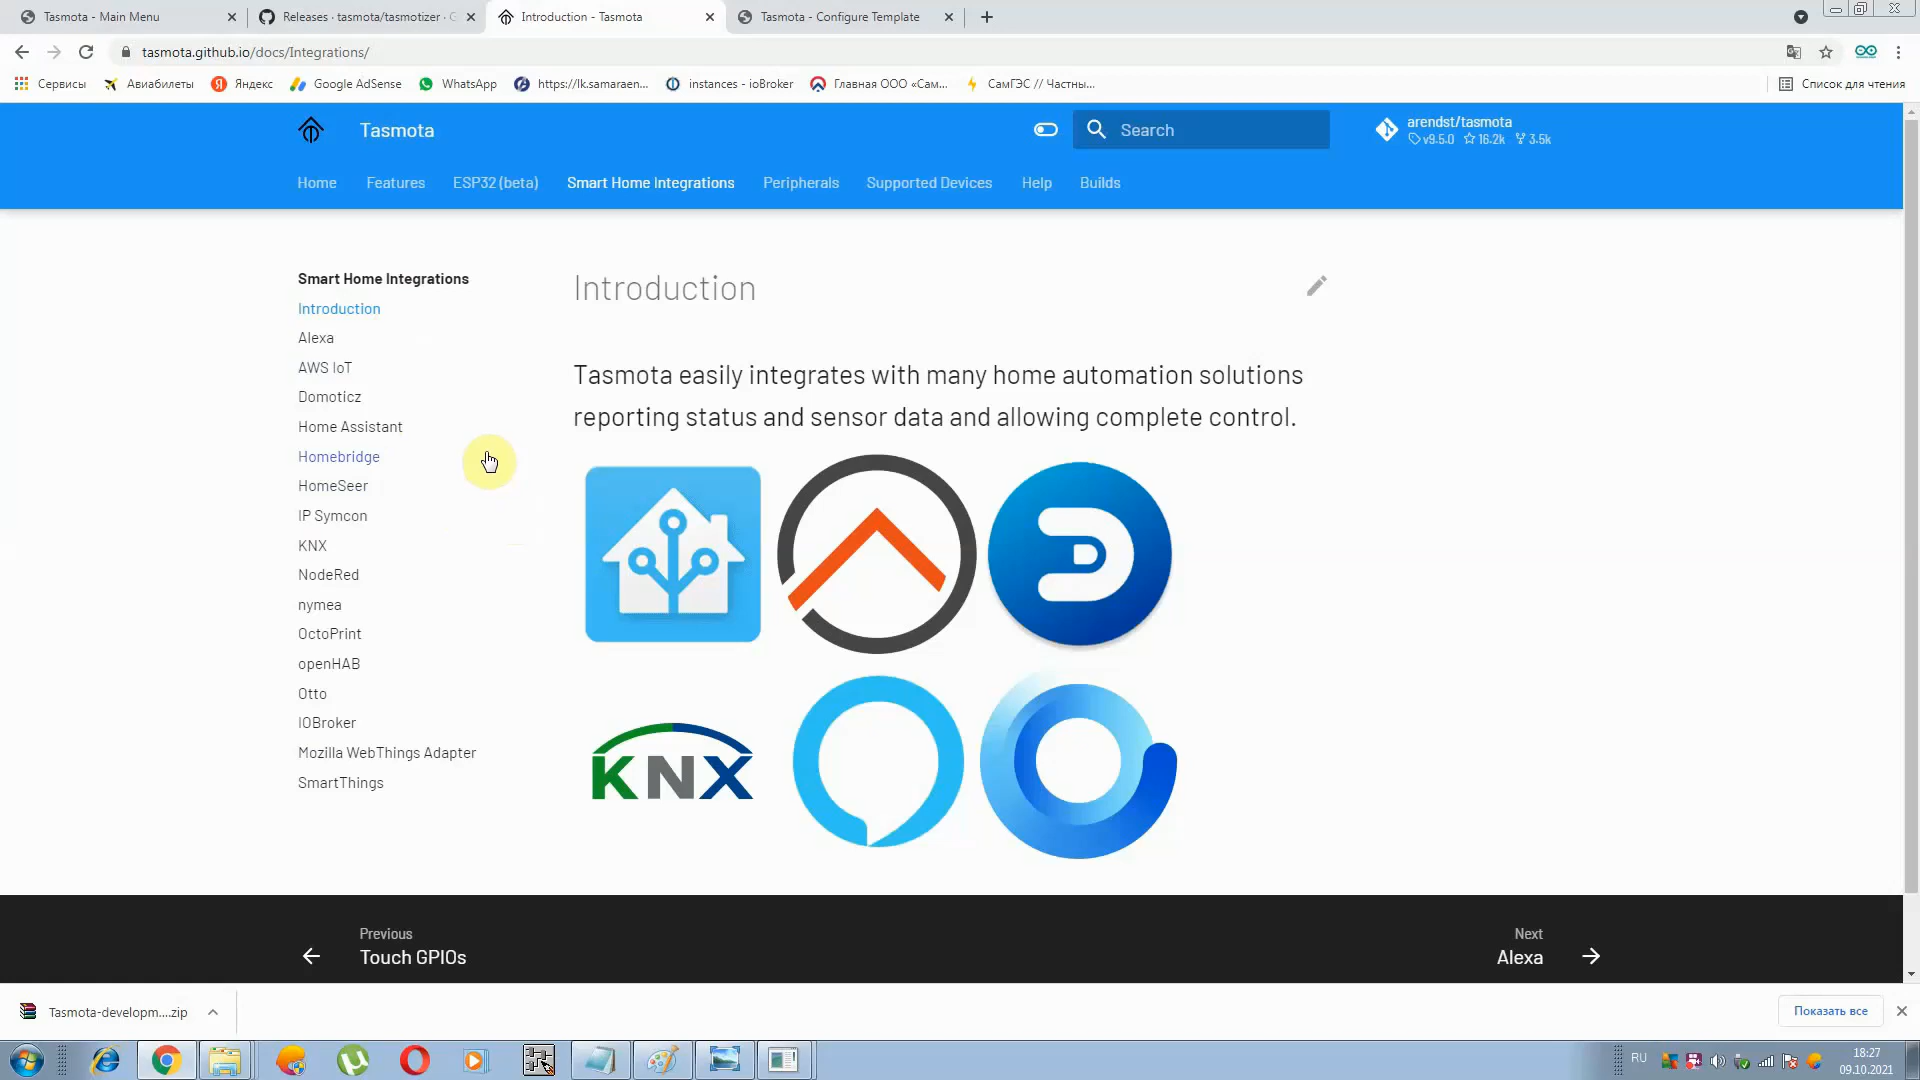 Tasmota - Main Menu
Releases · tasmota/tasmotizer · G
Introduction - Tasmota
Tasmota - Configure Template
tasmota.github.io/docs/Integrations/
Сервисы
Авиабилеты
Яндекс
Google AdSense
WhatsApp
https://lk.samaraen...
instances - ioBroker
Главная ООО «Сам...
СамГЭС // Частны...
Список для чтения
Tasmota
Search
arendst/tasmota
v9.5.0 16.2k 3.5k
Home
Features
ESP32 (beta)
Smart Home Integrations
Peripherals
Supported Devices
Help
Builds
Smart Home Integrations
Introduction
Alexa
AWS IoT
Domoticz
Home Assistant
Homebridge
HomeSeer
IP Symcon
KNX
NodeRed
nymea
OctoPrint
openHAB
Otto
IOBroker
Mozilla WebThings Adapter
SmartThings
Introduction
Tasmota easily integrates with many home automation solutions
reporting status and sensor data and allowing complete control.
KNX
Previous
Touch GPIOs
Next
Alexa
Tasmota-developm....zip
Показать все
RU
18:27
09.10.2021